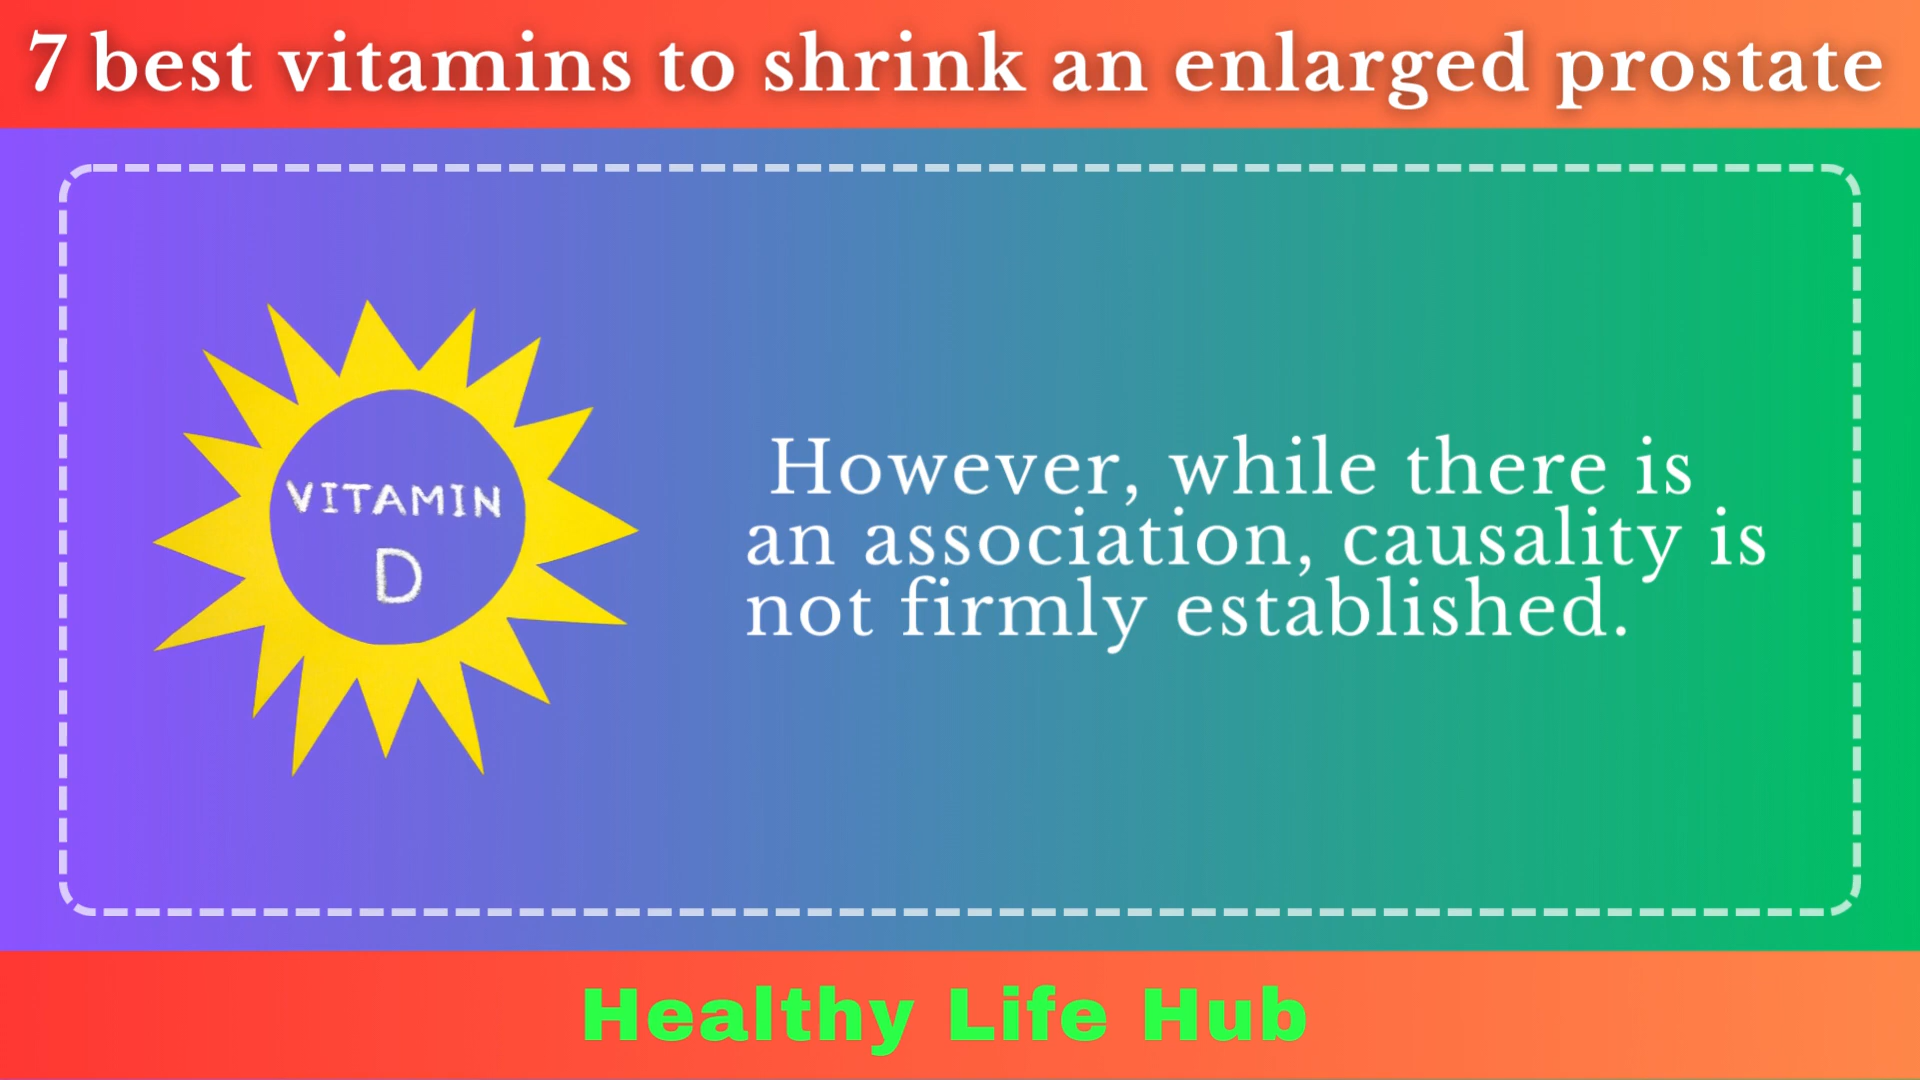 7 best vitamins to shrink an enlarged prostate
VITAMIN
D
However, while there is
an association, causality is
not firmly established.
Healthy Life Hub